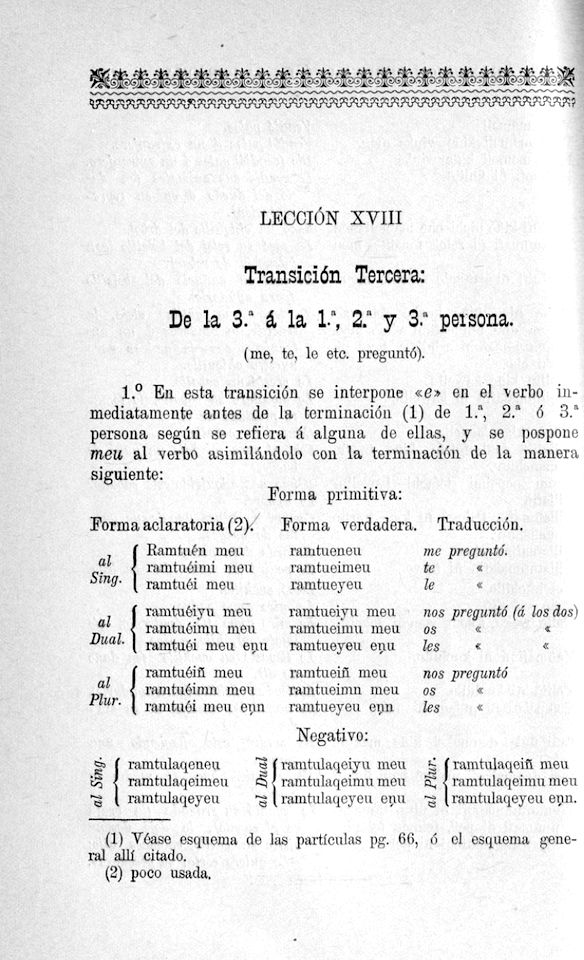 LECCIÓN XVIII
Transición Tercera:
De la 3.ª á la 1.ª, 2.ª y 3.ª persona.
(me, te, le etc. preguntó).
1.º En esta transición se interpone «e» en el verbo in-
mediatamente antes de la terminación (1) de 1.ª, 2.ª ó 3.ª
persona según se refiera á alguna de ellas, y se pospone
meu al verbo asimilándolo con la terminación de la manera
siguiente:
Forma primitiva:
Forma aclaratoria (2). Forma verdadera. Traducción.
al Sing.
Ramtuén meu ramtueneu me preguntó.
ramtuéimi meu ramtueimeu te «
ramtuéi meu ramtueyeu le «
al Dual.
ramtuéiyu meu ramtueiyu meu nos preguntó (á los dos)
ramtuéimu meu ramtueimu meu os « «
ramtuéi meu eṇu ramtueyeu eṇu les « «
al Plur.
ramtuéiñ meu ramtueiñ meu nos preguntó
ramtuéimn meu ramtueimn meu os «
ramtuéi meu eṇn ramtueyeu eṇn les «
Negativo:
al Sing. al Dual al Plur.
ramtulaqeneu ramtulaqeiyu meu ramtulaqeiñ meu
ramtulaqeimeu ramtulaqeimu meu ramtulaqeimu meu
ramtulaqeyeu ramtulaqeyeu eṇu ramtulaqeyeu eṇn.
(1) Véase esquema de las partículas pg. 66, ó el esquema gene-
ral allí citado.
(2) poco usada.